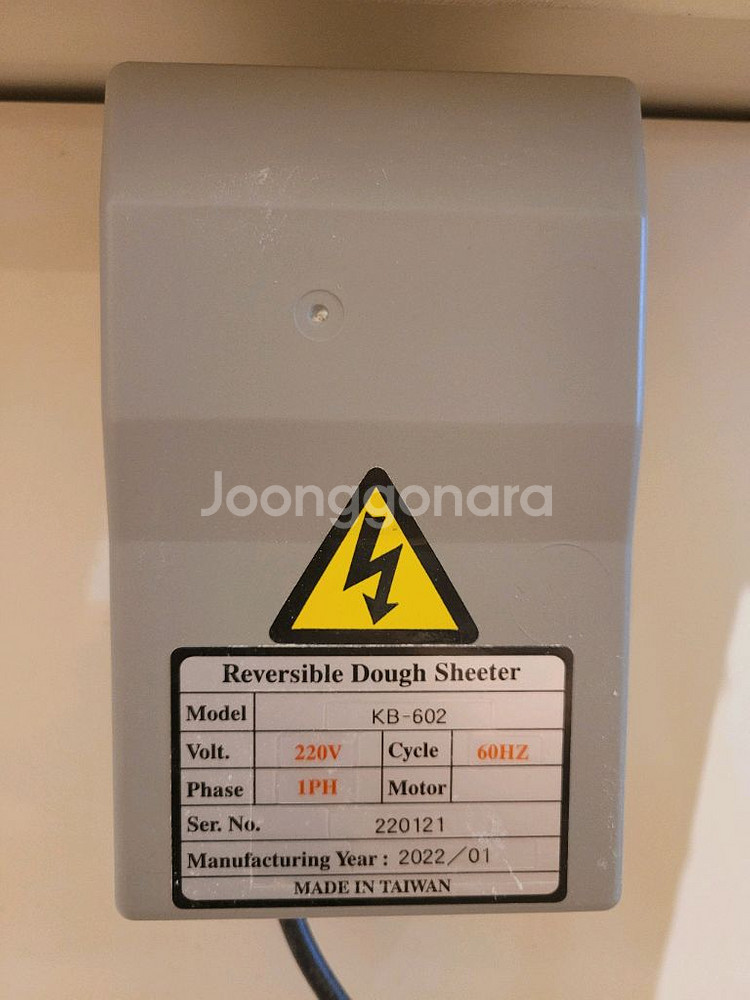 Joonggonara
Reversible Dough Sheeter
Model KB-602
Volt. 220V Cycle 60HZ
Phase 1PH Motor
Ser. No. 220121
Manufacturing Year : 2022/01
MADE IN TAIWAN